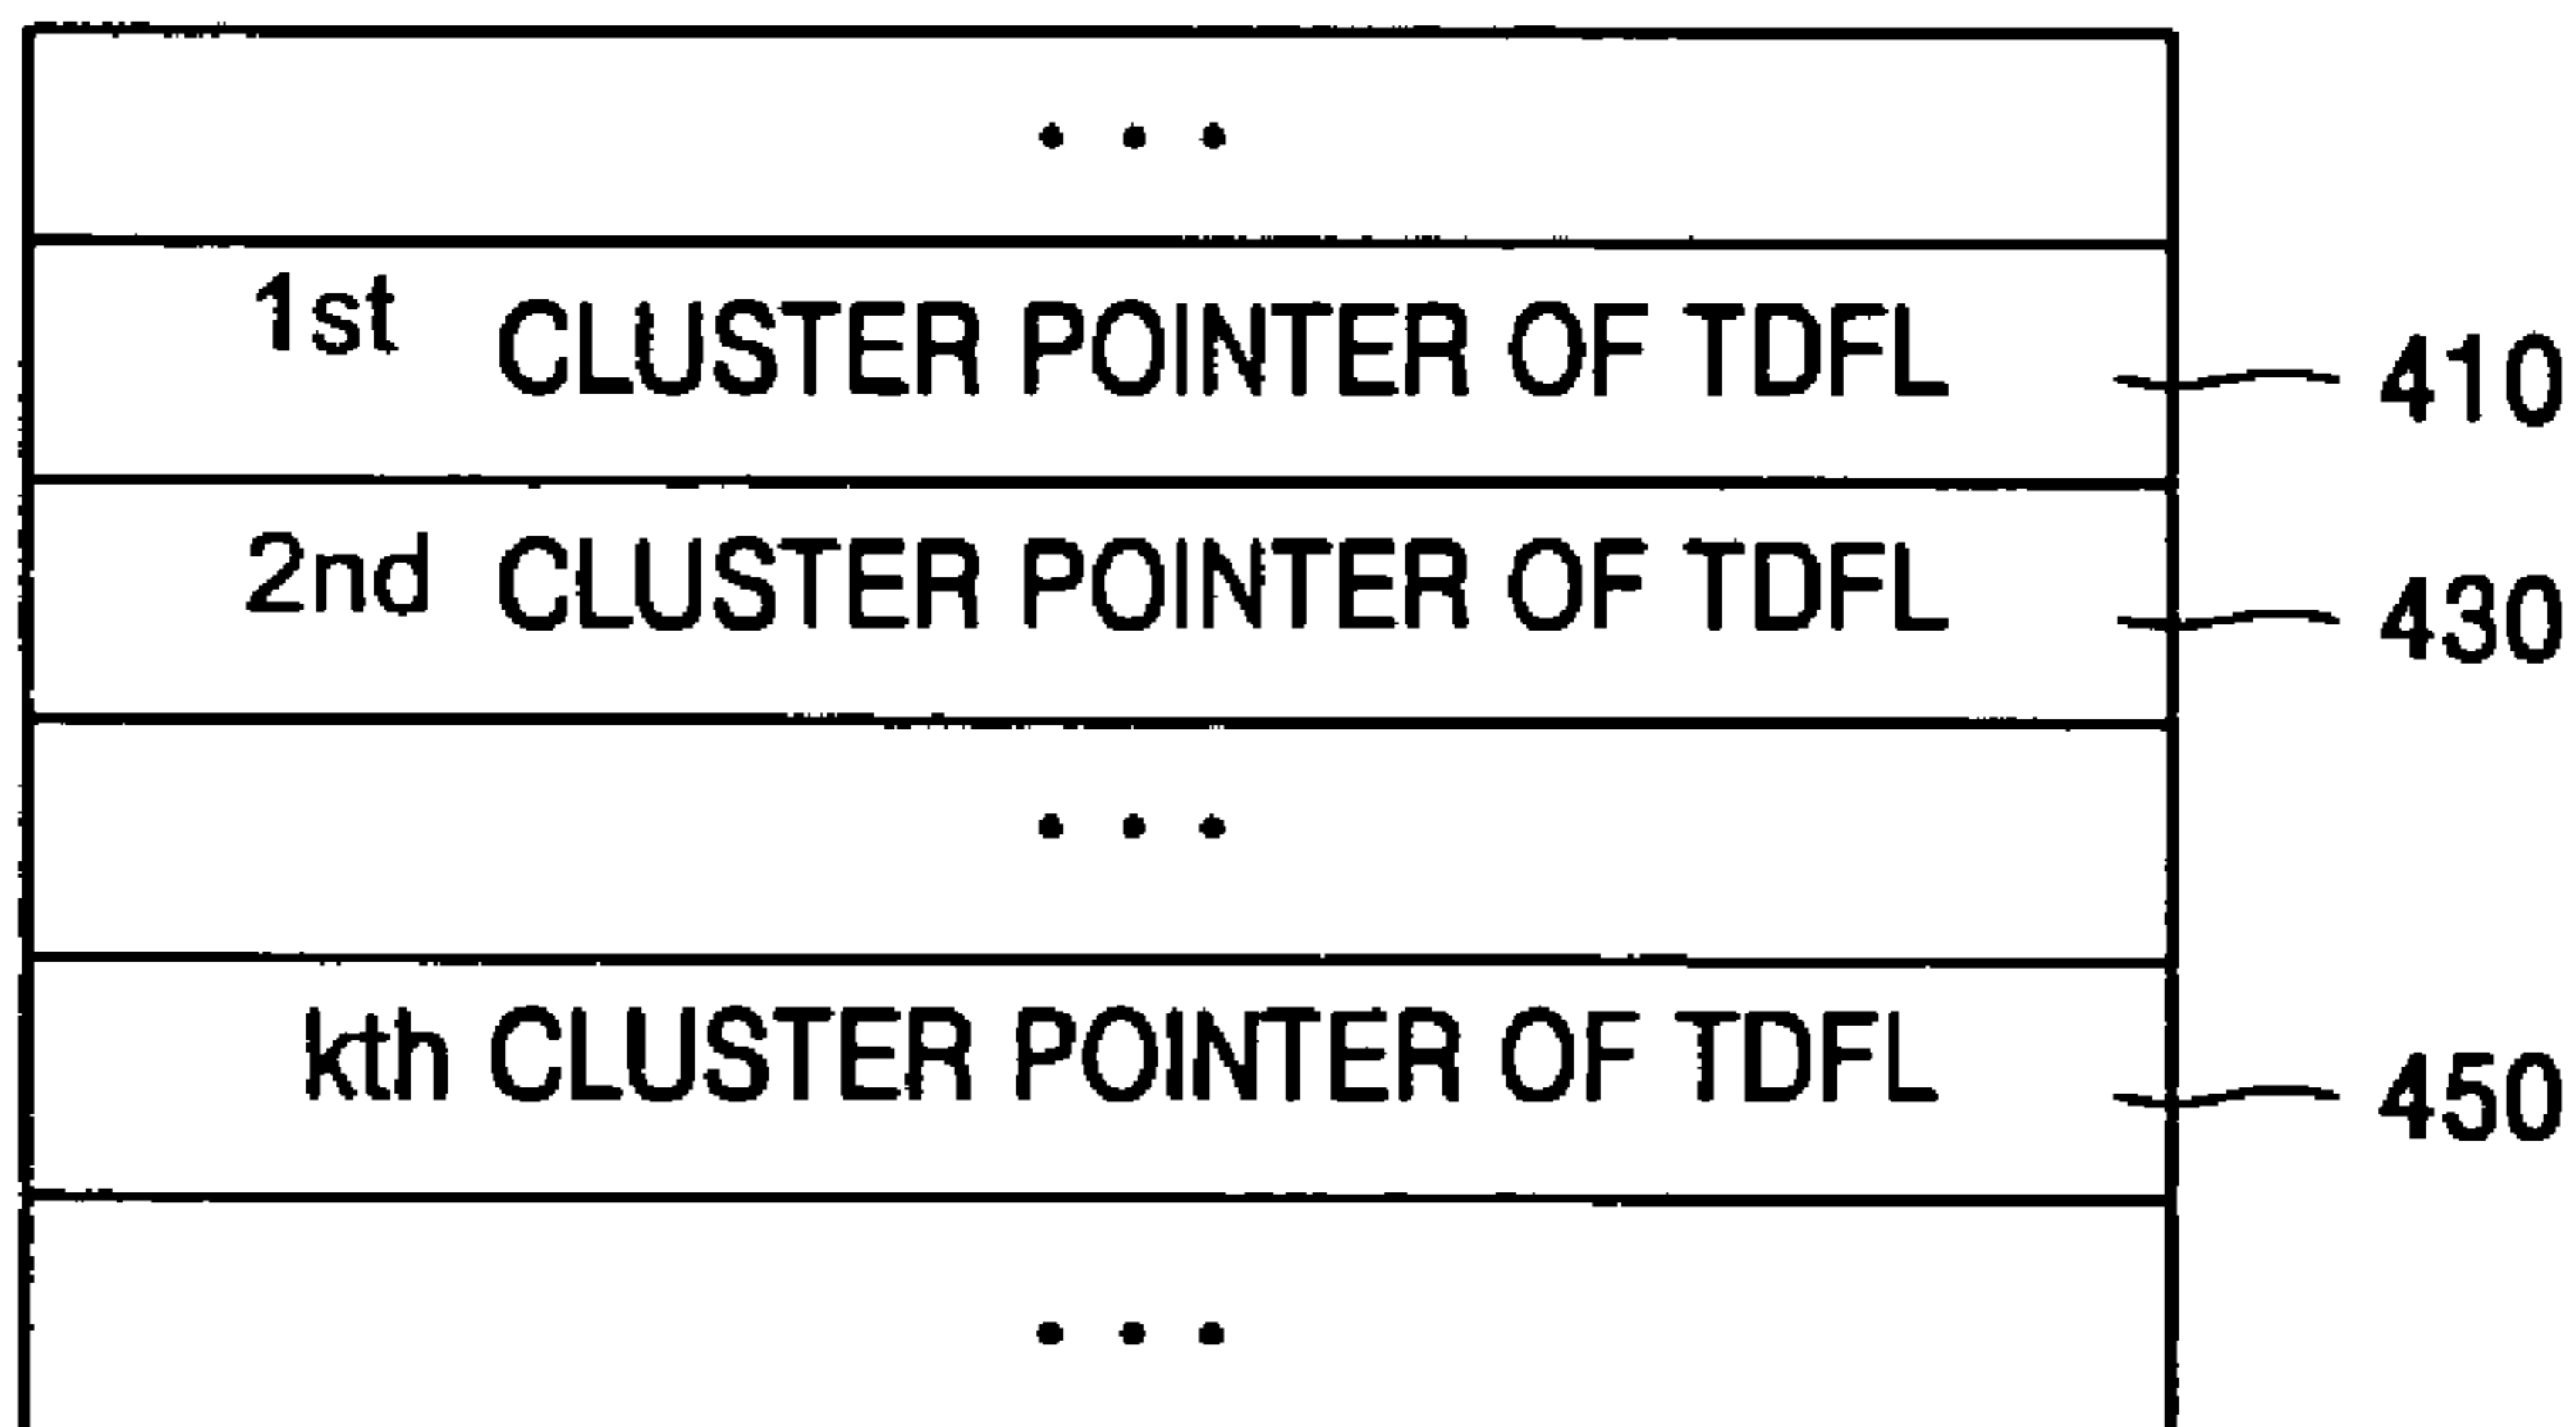 • • •
1st CLUSTER POINTER OF TDFL 410
2nd CLUSTER POINTER OF TDFL 430
• • •
kth CLUSTER POINTER OF TDFL 450
• • •